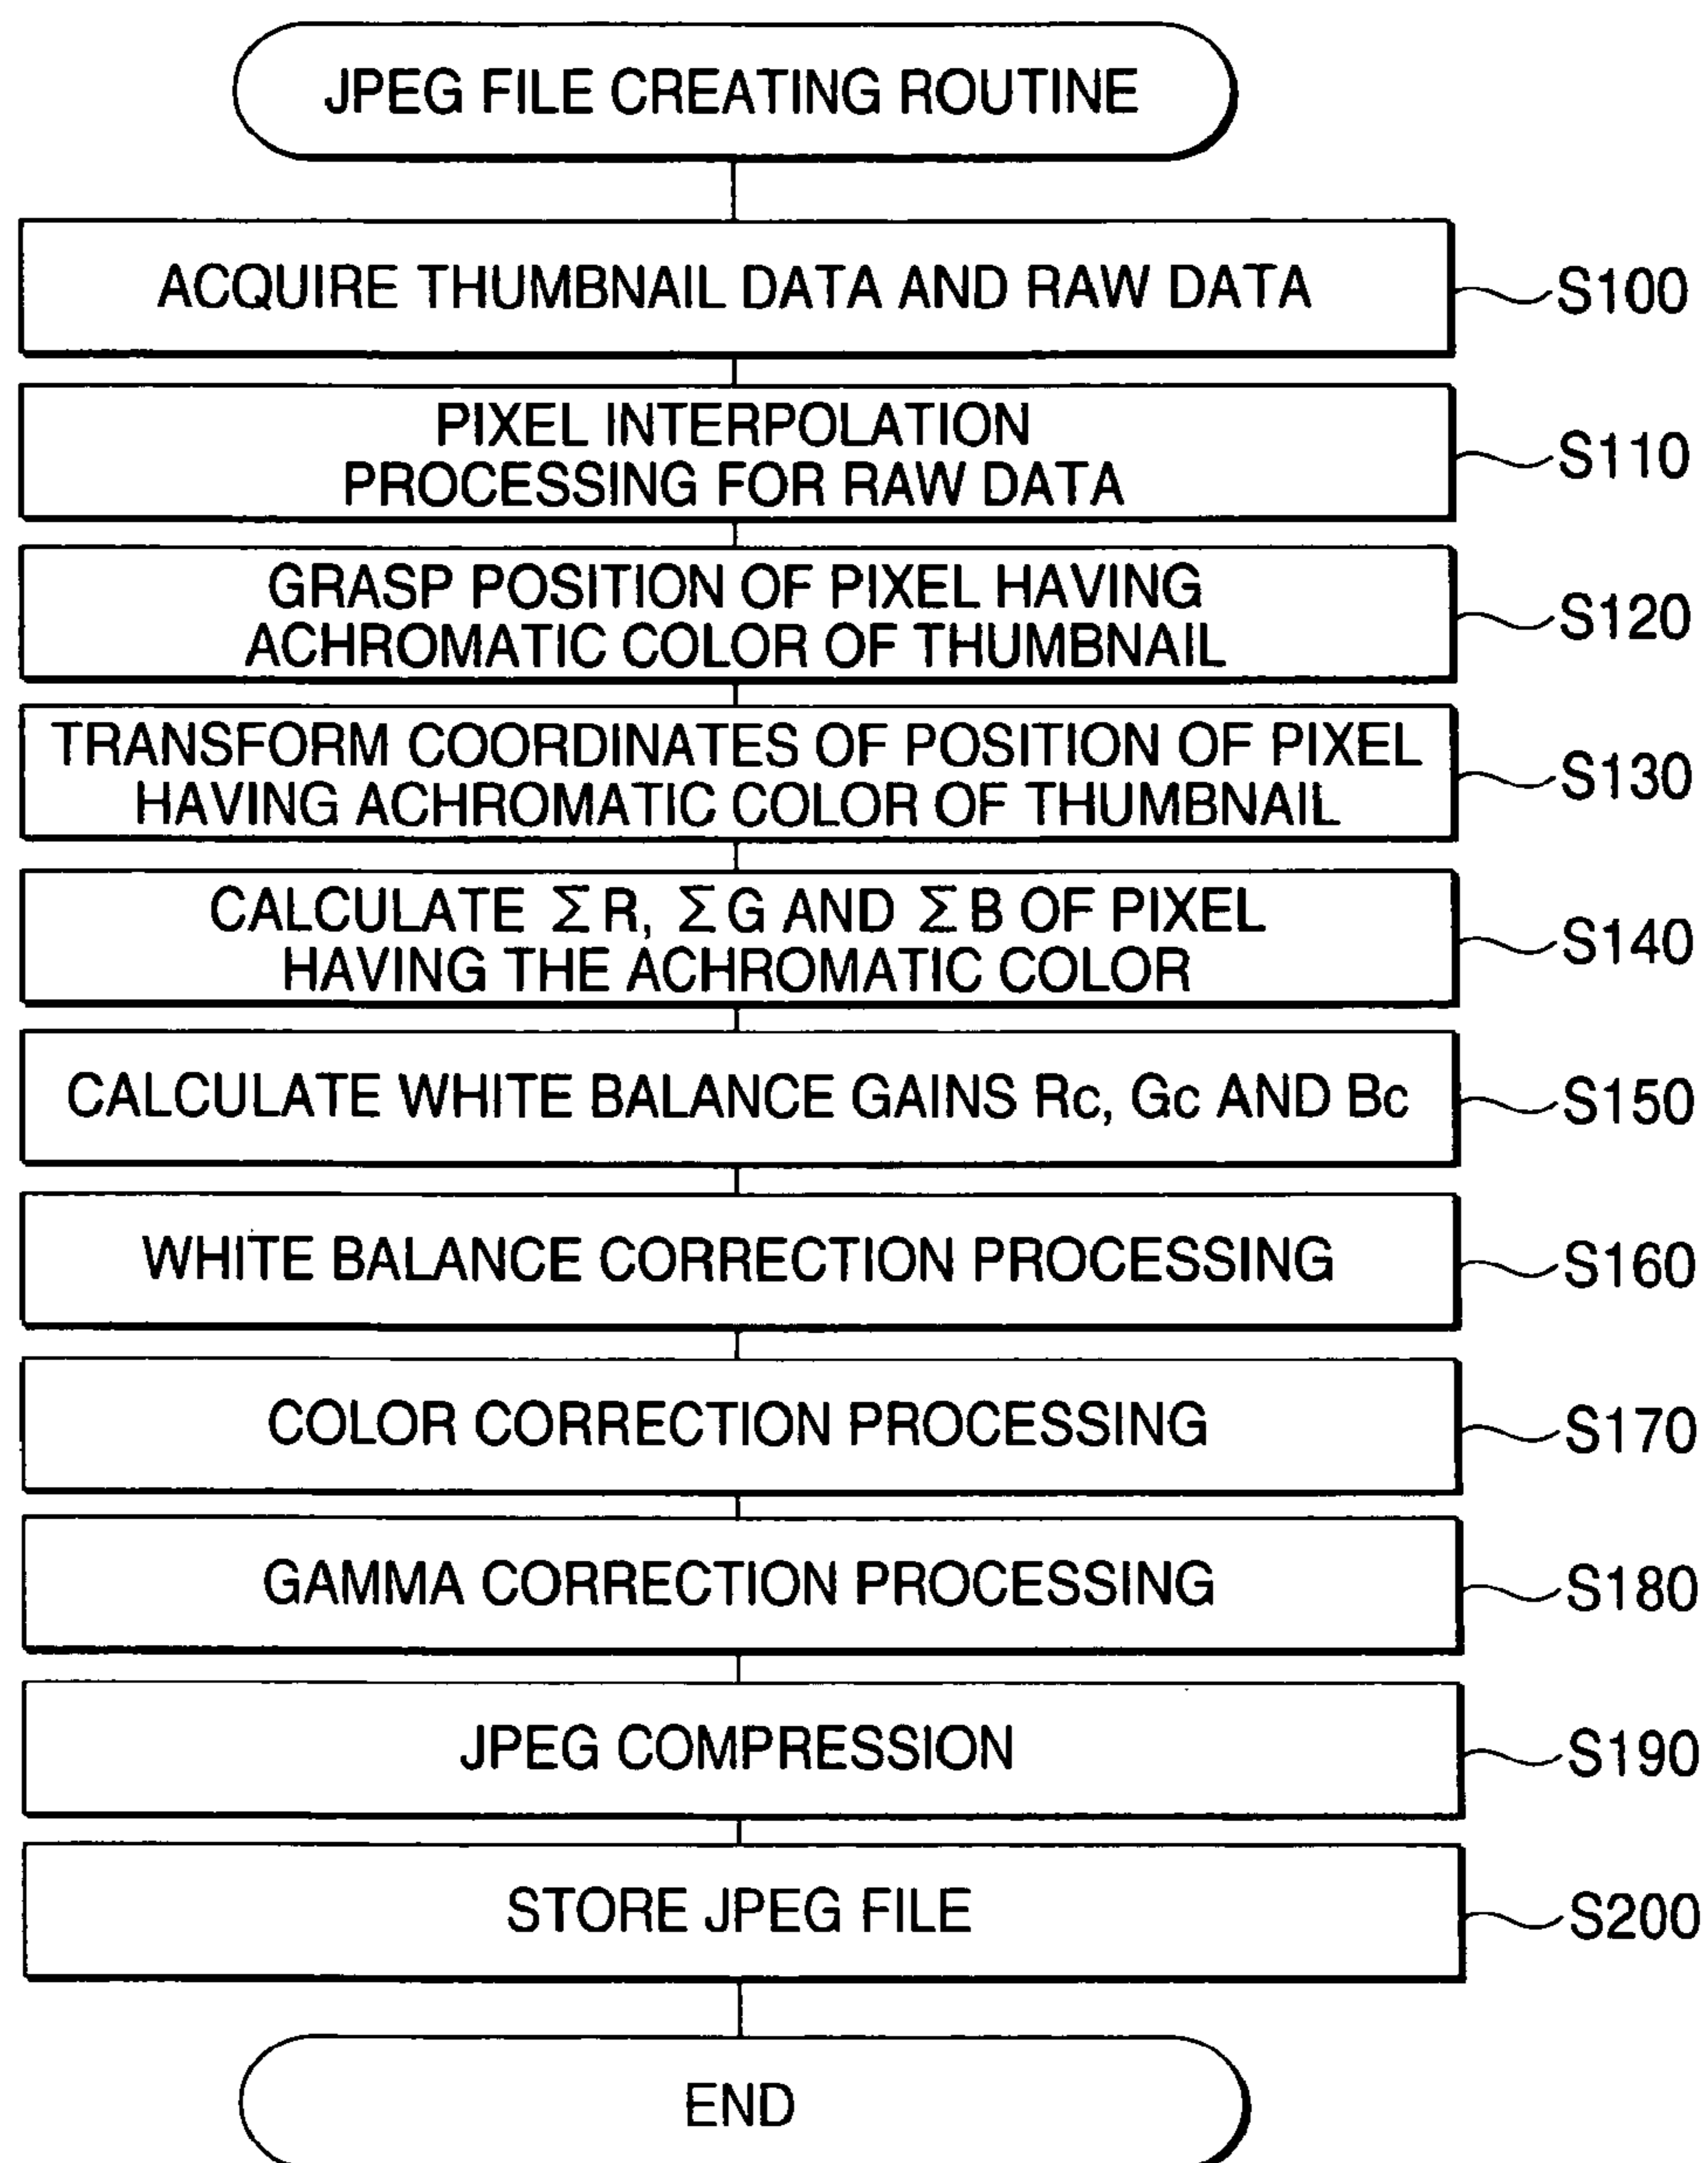 JPEG FILE CREATING ROUTINE
ACQUIRE THUMBNAIL DATA AND RAW DATA
S100
PIXEL INTERPOLATION
PROCESSING FOR RAW DATA
S110
GRASP POSITION OF PIXEL HAVING
ACHROMATIC COLOR OF THUMBNAIL
S120
TRANSFORM COORDINATES OF POSITION OF PIXEL
HAVING ACHROMATIC COLOR OF THUMBNAIL
S130
CALCULATE ΣR, ΣG AND ΣB OF PIXEL
HAVING THE ACHROMATIC COLOR
S140
CALCULATE WHITE BALANCE GAINS Rc, Gc AND Bc
S150
WHITE BALANCE CORRECTION PROCESSING
S160
COLOR CORRECTION PROCESSING
S170
GAMMA CORRECTION PROCESSING
S180
JPEG COMPRESSION
S190
STORE JPEG FILE
S200
END